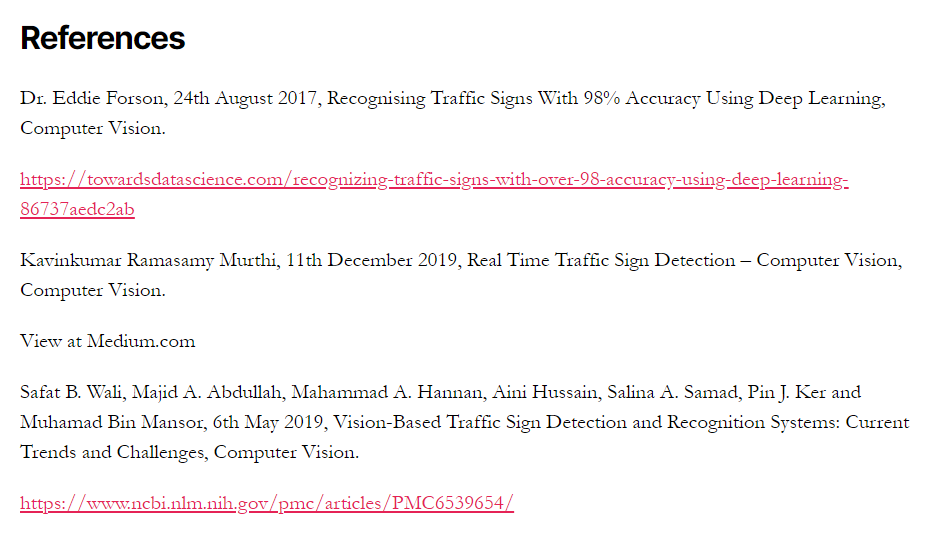 References
Dr. Eddie Forson, 24th August 2017, Recognising Traffic Signs With 98% Accuracy Using Deep Learning,
Computer Vision.
https://towardsdatascience.com/recognizing-traffic-signs-with-over-98-accuracy-using-deep-learning-
86737aedc2ab
Kavinkumar Ramasamy Murthi, 11th December 2019, Real Time Traffic Sign Detection – Computer Vision,
Computer Vision.
View at Medium.com
Safat B. Wali, Majid A. Abdullah, Mahammad A. Hannan, Aini Hussain, Salina A. Samad, Pin J. Ker and
Muhamad Bin Mansor, 6th May 2019, Vision-Based Traffic Sign Detection and Recognition Systems: Current
Trends and Challenges, Computer Vision.
https://www.ncbi.nlm.nih.gov/pmc/articles/PMC6539654/